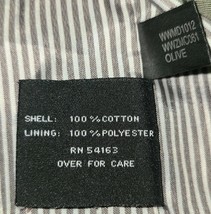 WWMD1012
WWZMC051
OLIVE
SHELL: 100 % COTTON
LINING: 100 % POLYESTER
RN 54163
OVER FOR CARE